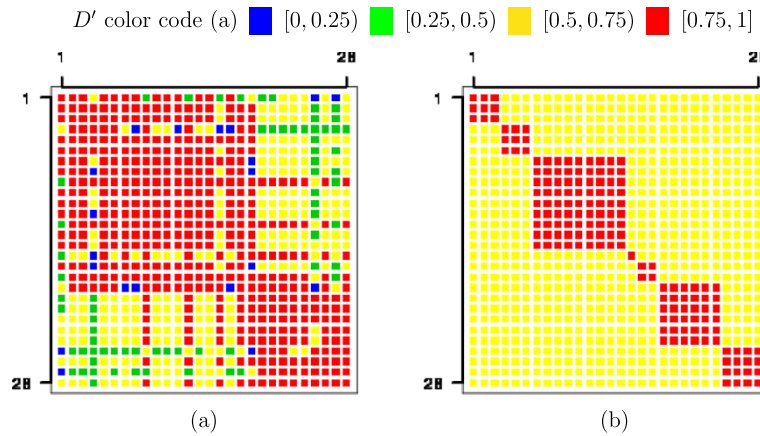 D′ color code (a) [0, 0.25) [0.25, 0.5) [0.5, 0.75) [0.75, 1]
1 28 1
1 1
28 28
(a) (b)